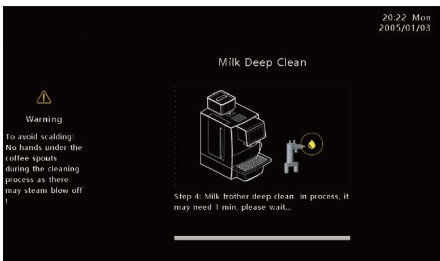 20:22 Mon
2005/01/03
Milk Deep Clean
Warning
To avoid scalding:
No hands under the
coffee spouts
during the cleaning
process as there
may steam blow off
!
Step 4: Milk frother deep clean in process, it
may need 1 min, please wait...